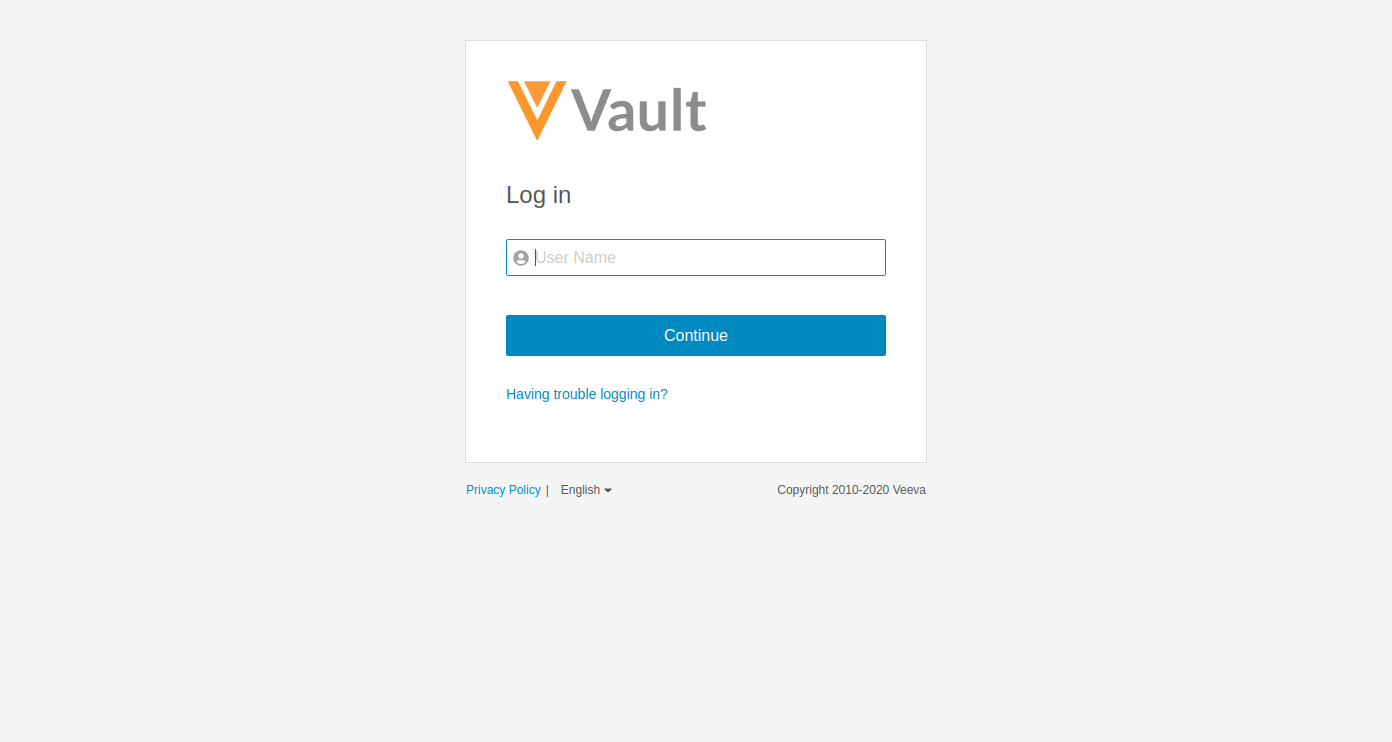 Vault
Log in
User Name
Continue
Having trouble logging in?
Privacy Policy | English Copyright 2010-2020 Veeva